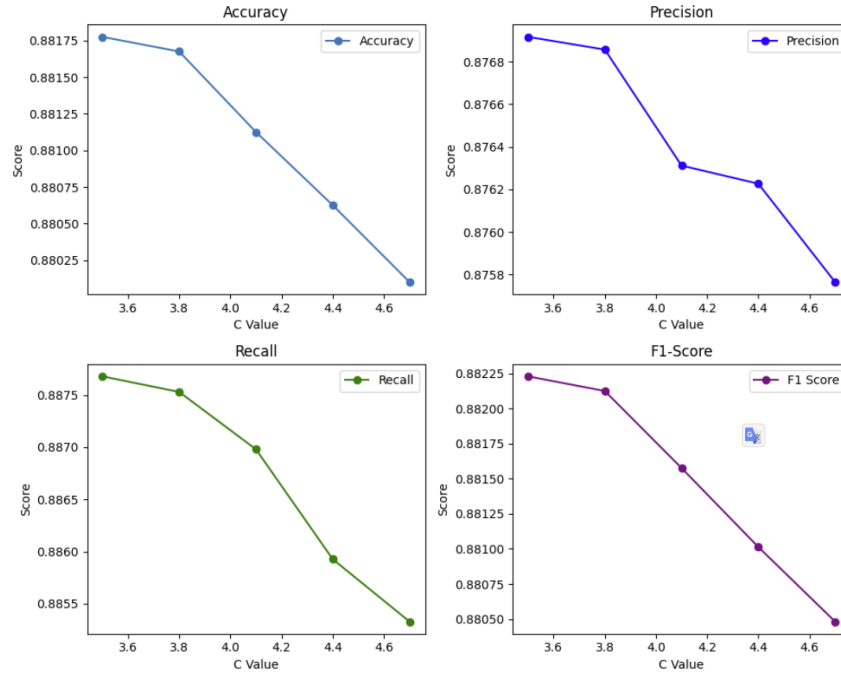 Accuracy
Accuracy
0.88175
0.88150
0.88125
0.88100
0.88075
0.88050
0.88025
Score
3.6 3.8 4.0 4.2 4.4 4.6
C Value
Precision
Precision
0.8768
0.8766
0.8764
0.8762
0.8760
0.8758
Score
3.6 3.8 4.0 4.2 4.4 4.6
C Value
Recall
Recall
0.8875
0.8870
0.8865
0.8860
0.8855
Score
3.6 3.8 4.0 4.2 4.4 4.6
C Value
F1-Score
F1 Score
0.88225
0.88200
0.88175
0.88150
0.88125
0.88100
0.88075
0.88050
Score
3.6 3.8 4.0 4.2 4.4 4.6
C Value